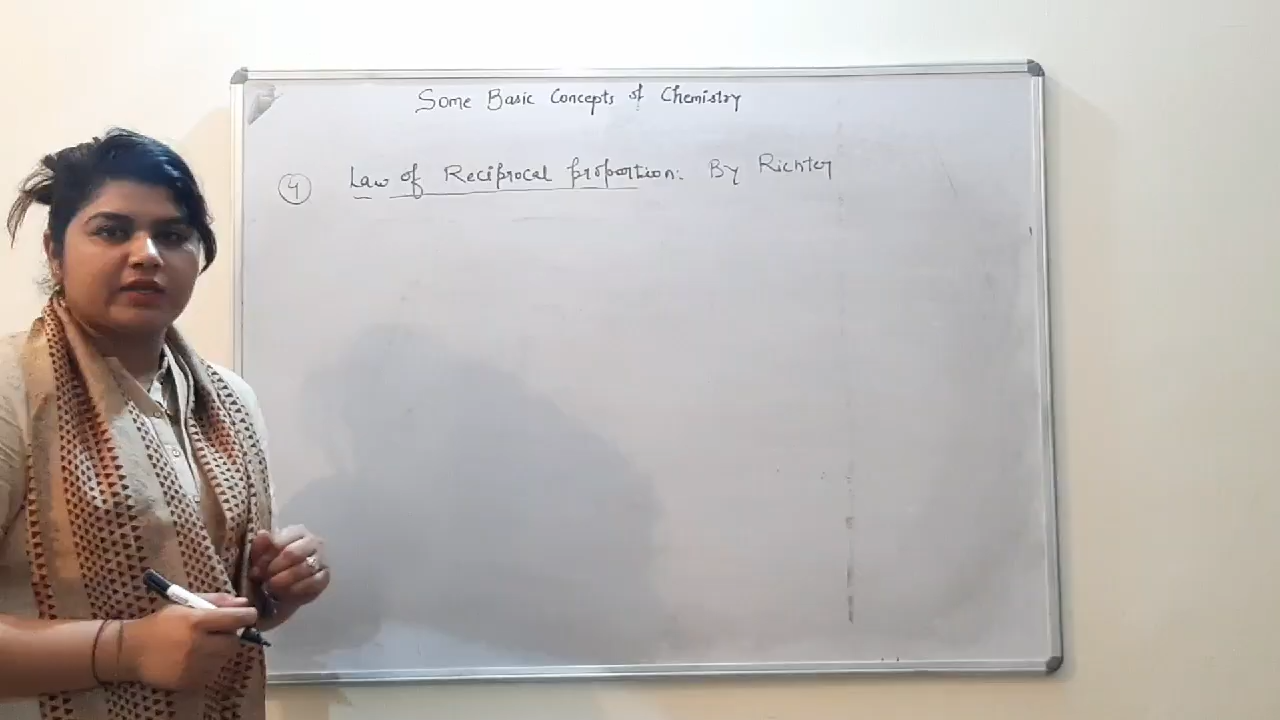 Some Basic Concepts of Chemistry
④ Law of Reciprocal proportion: By Richter